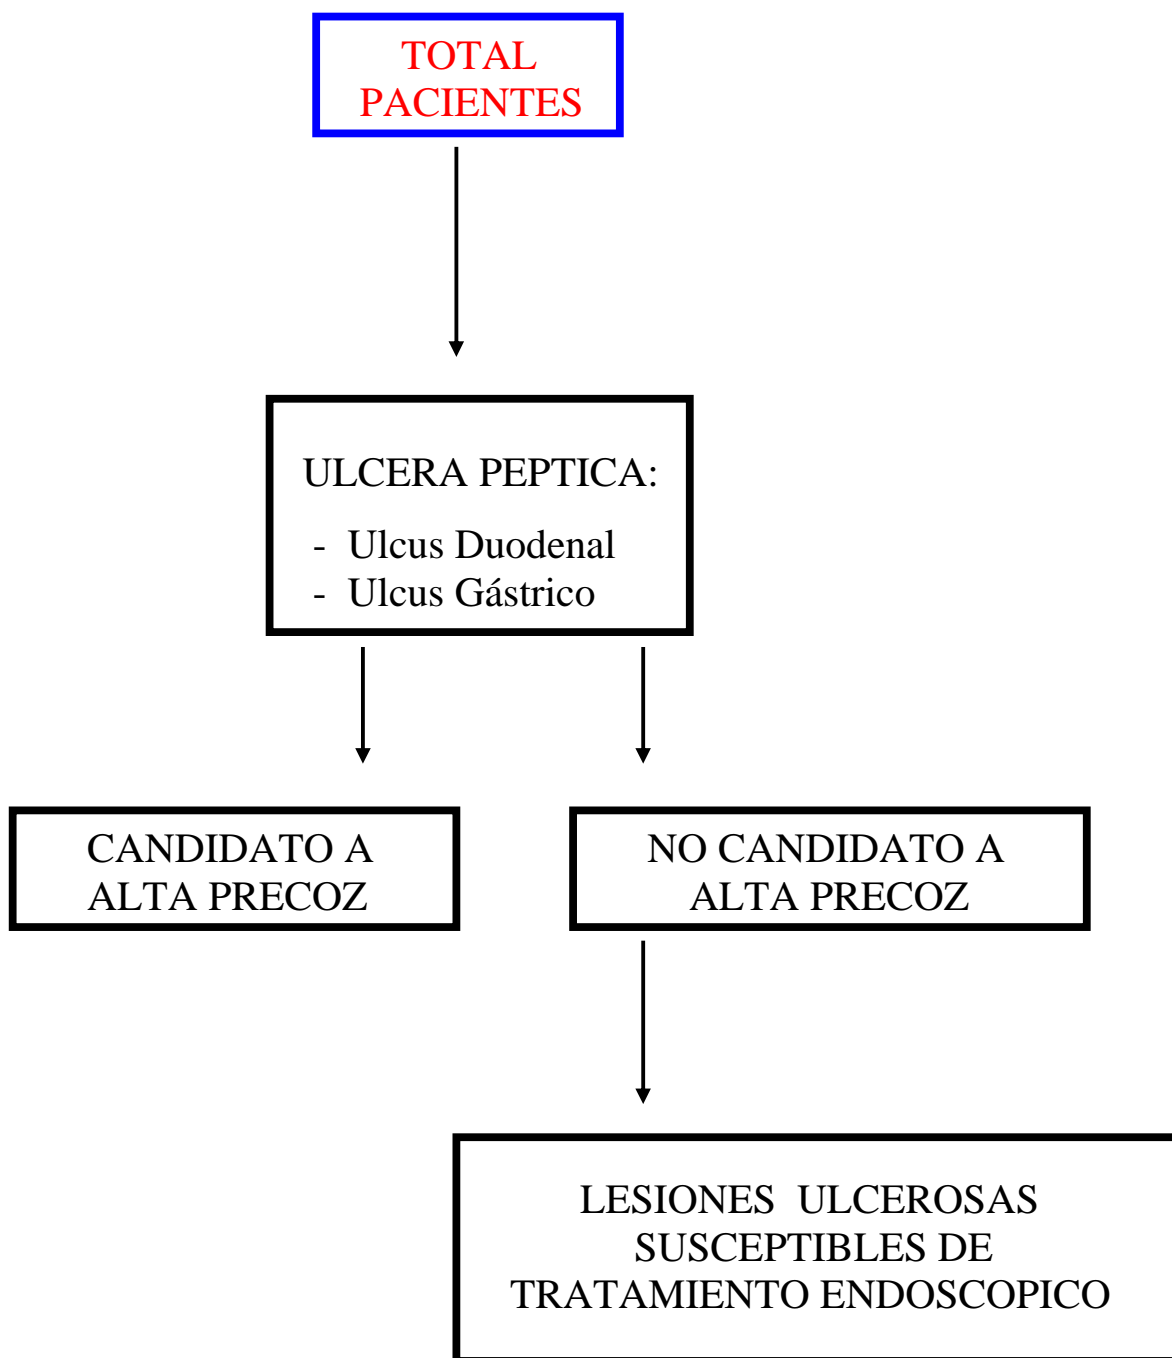 TOTAL
PACIENTES
ULCERA PEPTICA:
- Ulcus Duodenal
- Ulcus Gástrico
CANDIDATO A
ALTA PRECOZ
NO CANDIDATO A
ALTA PRECOZ
LESIONES ULCEROSAS
SUSCEPTIBLES DE
TRATAMIENTO ENDOSCOPICO